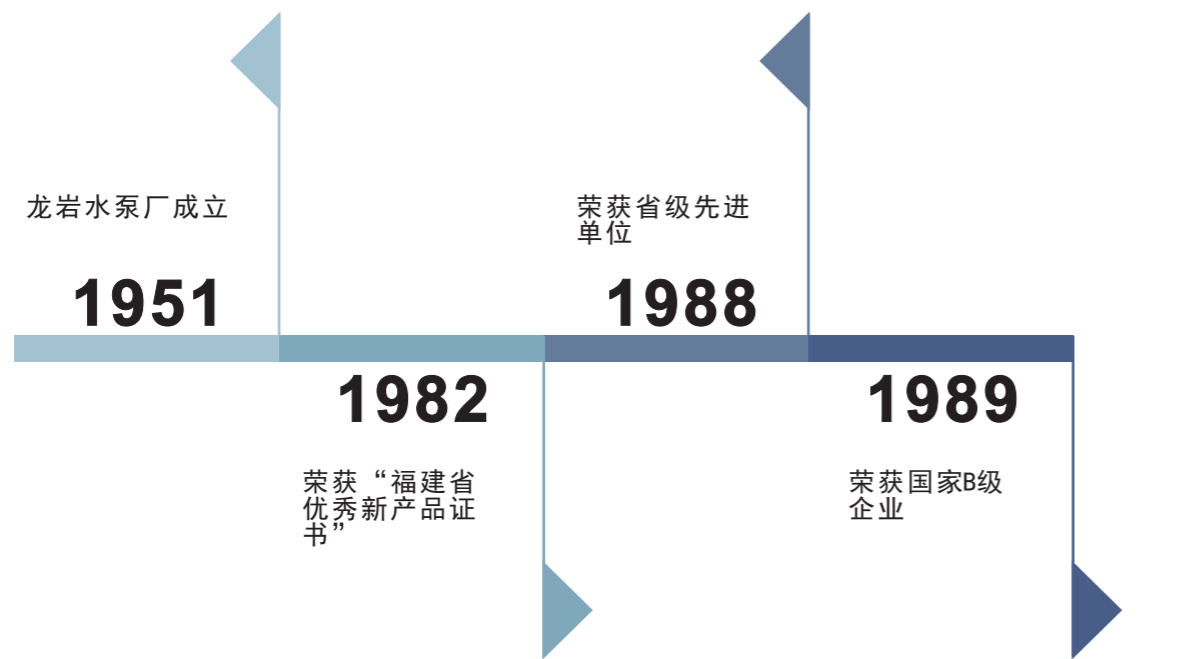 龙岩水泵厂成立
1951
1982
荣获“福建省
优秀新产品证
书”
荣获省级先进
单位
1988
1989
荣获国家B级
企业